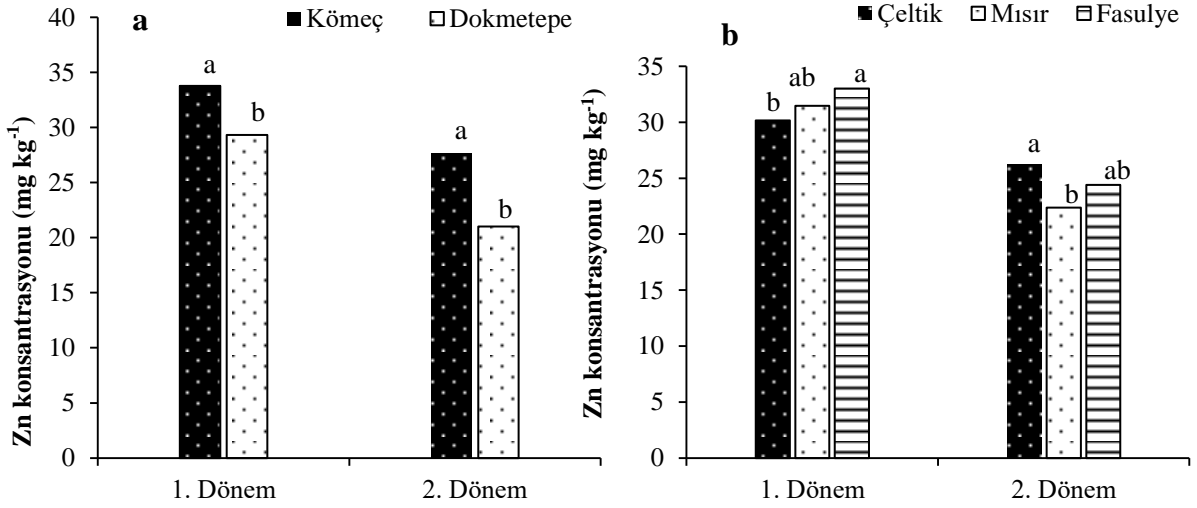 a
Kömeç Dokmetepe
Zn konsantrasyonu (mg kg-1)
40
35
30
25
20
15
10
5
0
a
b
a
b
1. Dönem 2. Dönem
Çeltik Mısır Fasulye
b
Zn konsantrasyonu (mg kg-1)
35
30
25
20
15
10
5
0
b
ab
a
a
b
ab
1. Dönem 2. Dönem